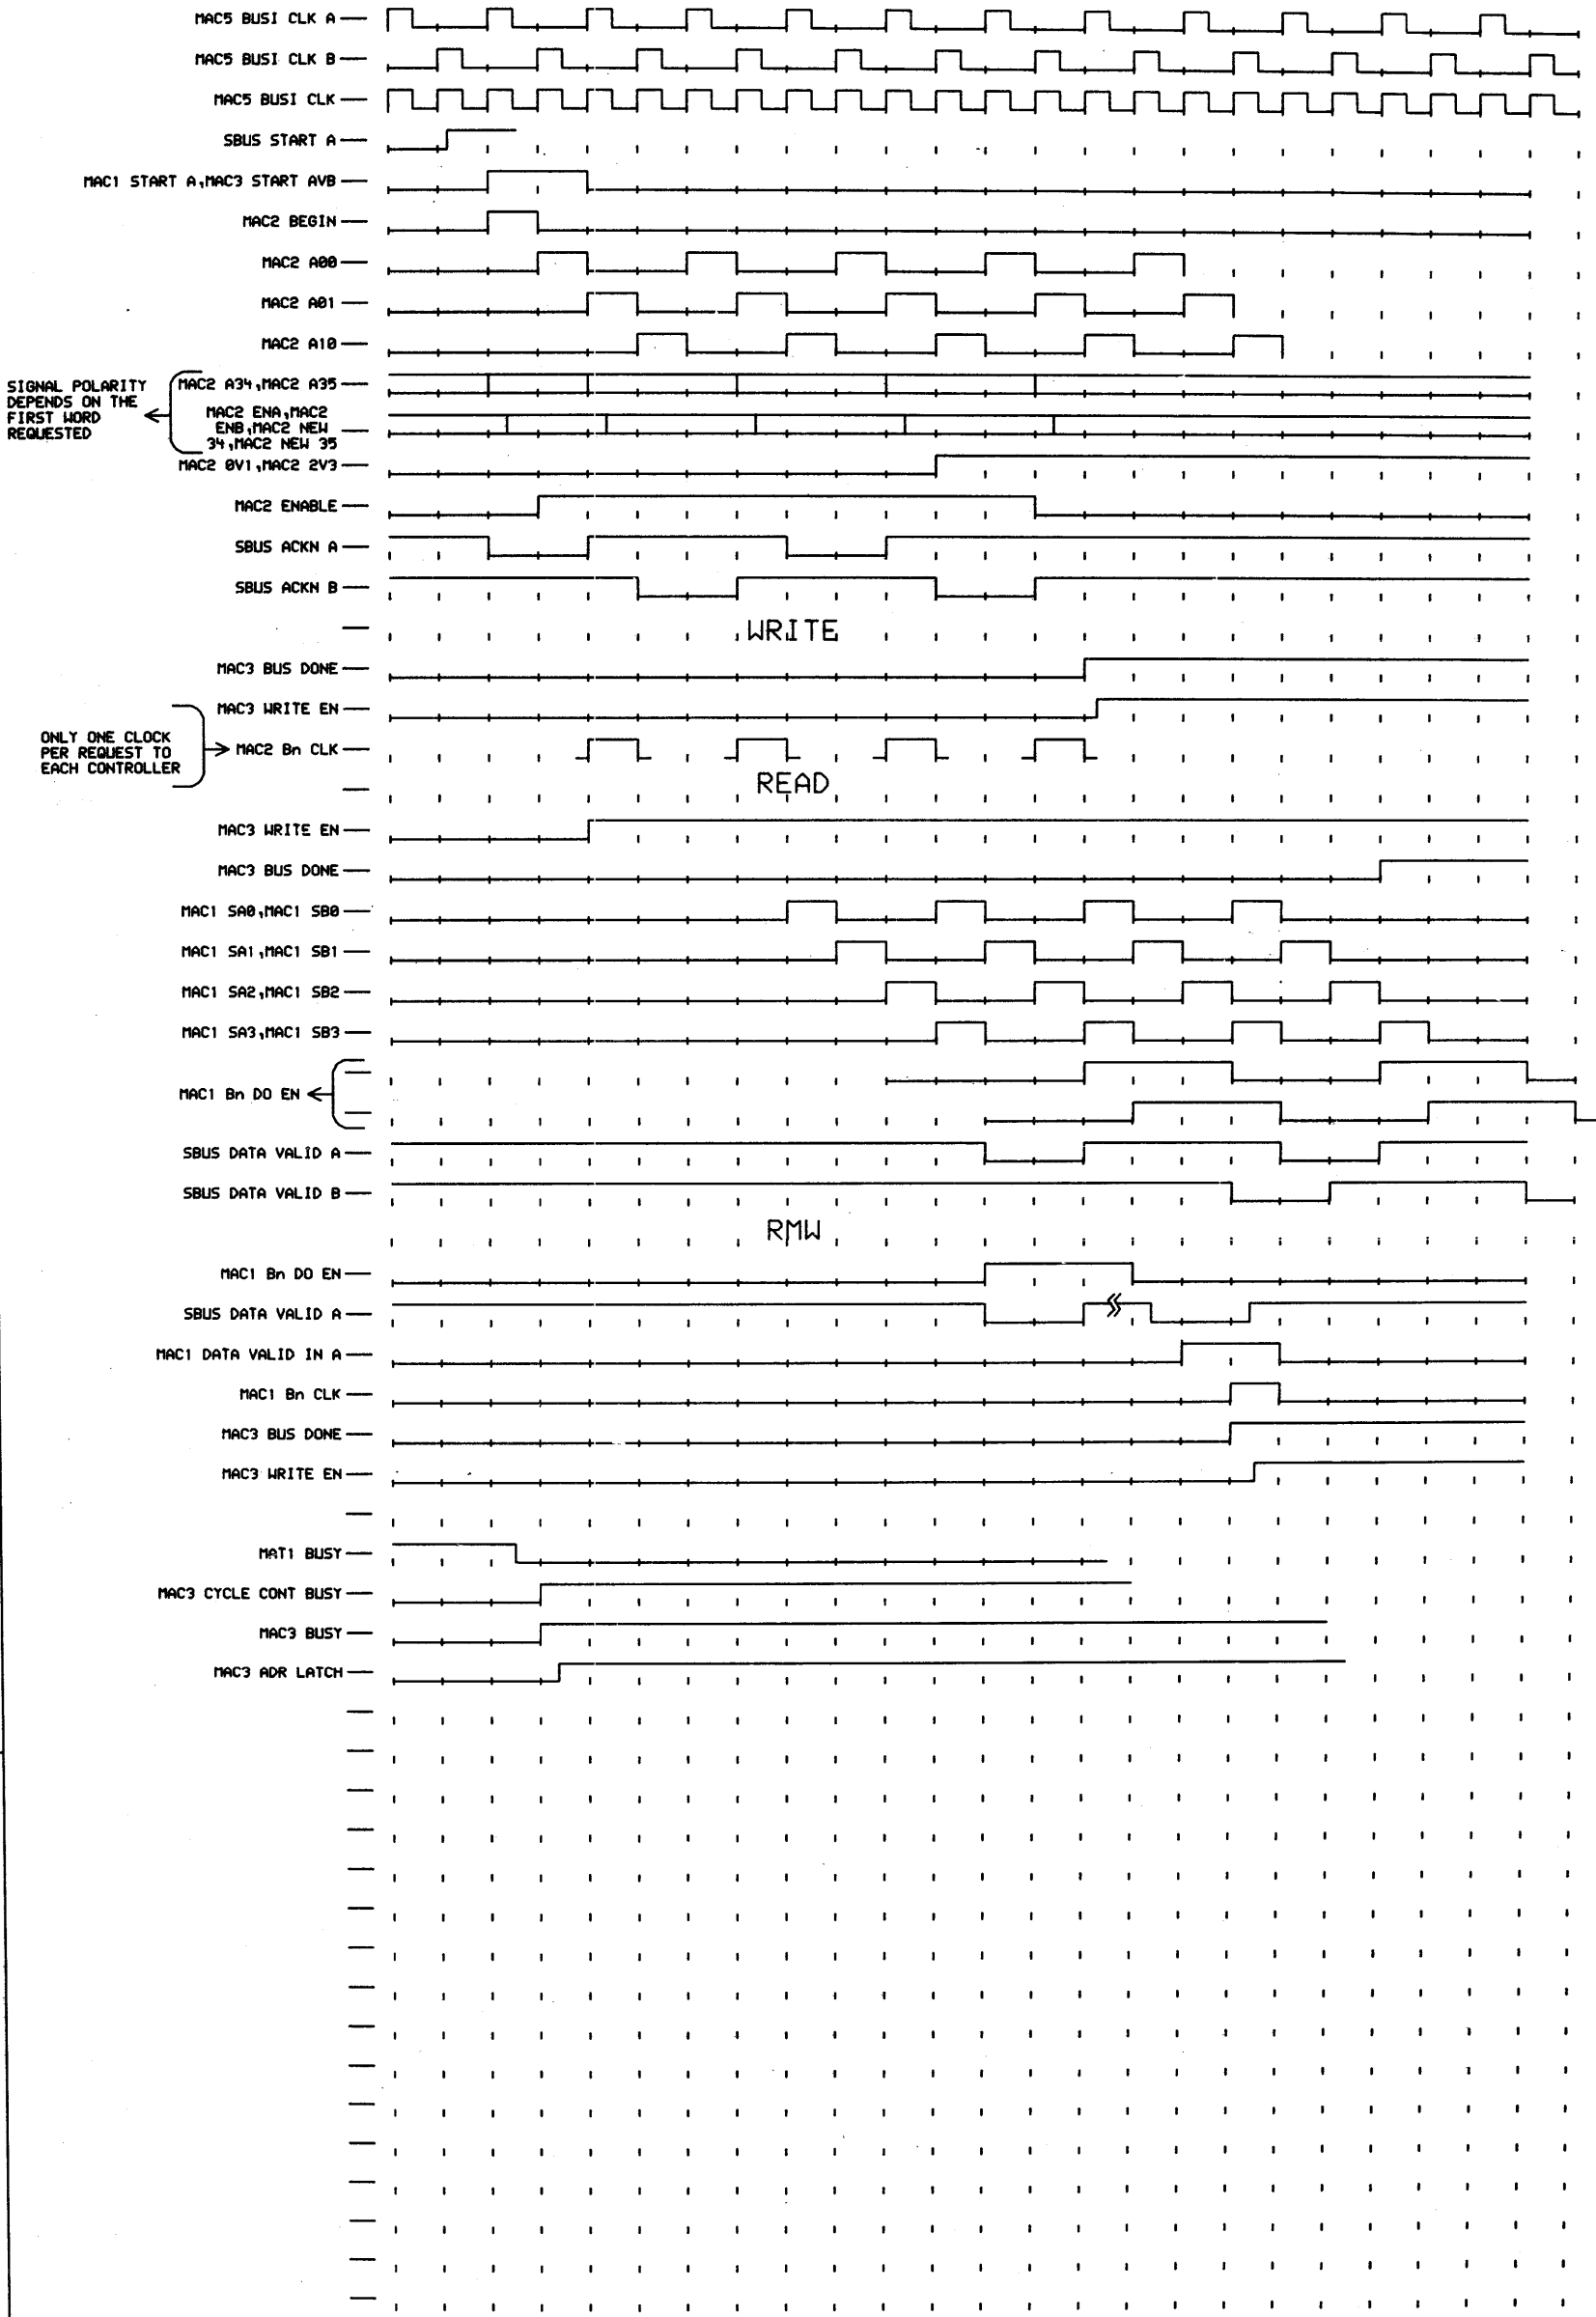 MAC5 BUSI CLK A
MAC5 BUSI CLK B
MAC5 BUSI CLK
SBUS START A
MAC1 START A,MAC3 START AVB
MAC2 BEGIN
MAC2 A00
MAC2 A01
MAC2 A10
SIGNAL POLARITY
DEPENDS ON THE
FIRST WORD
REQUESTED
MAC2 A34,MAC2 A35
MAC2 ENA,MAC2
ENB,MAC2 NEW
34,MAC2 NEW 35
MAC2 0V1,MAC2 2V3
MAC2 ENABLE
SBUS ACKN A
SBUS ACKN B
WRITE
MAC3 BUS DONE
MAC3 WRITE EN
ONLY ONE CLOCK
PER REQUEST TO
EACH CONTROLLER
MAC2 Bn CLK
READ
MAC3 WRITE EN
MAC3 BUS DONE
MAC1 SA0,MAC1 SB0
MAC1 SA1,MAC1 SB1
MAC1 SA2,MAC1 SB2
MAC1 SA3,MAC1 SB3
MAC1 Bn DO EN
SBUS DATA VALID A
SBUS DATA VALID B
RMW
MAC1 Bn DO EN
SBUS DATA VALID A
MAC1 DATA VALID IN A
MAC1 Bn CLK
MAC3 BUS DONE
MAC3 WRITE EN
MAT1 BUSY
MAC3 CYCLE CONT BUSY
MAC3 BUSY
MAC3 ADR LATCH